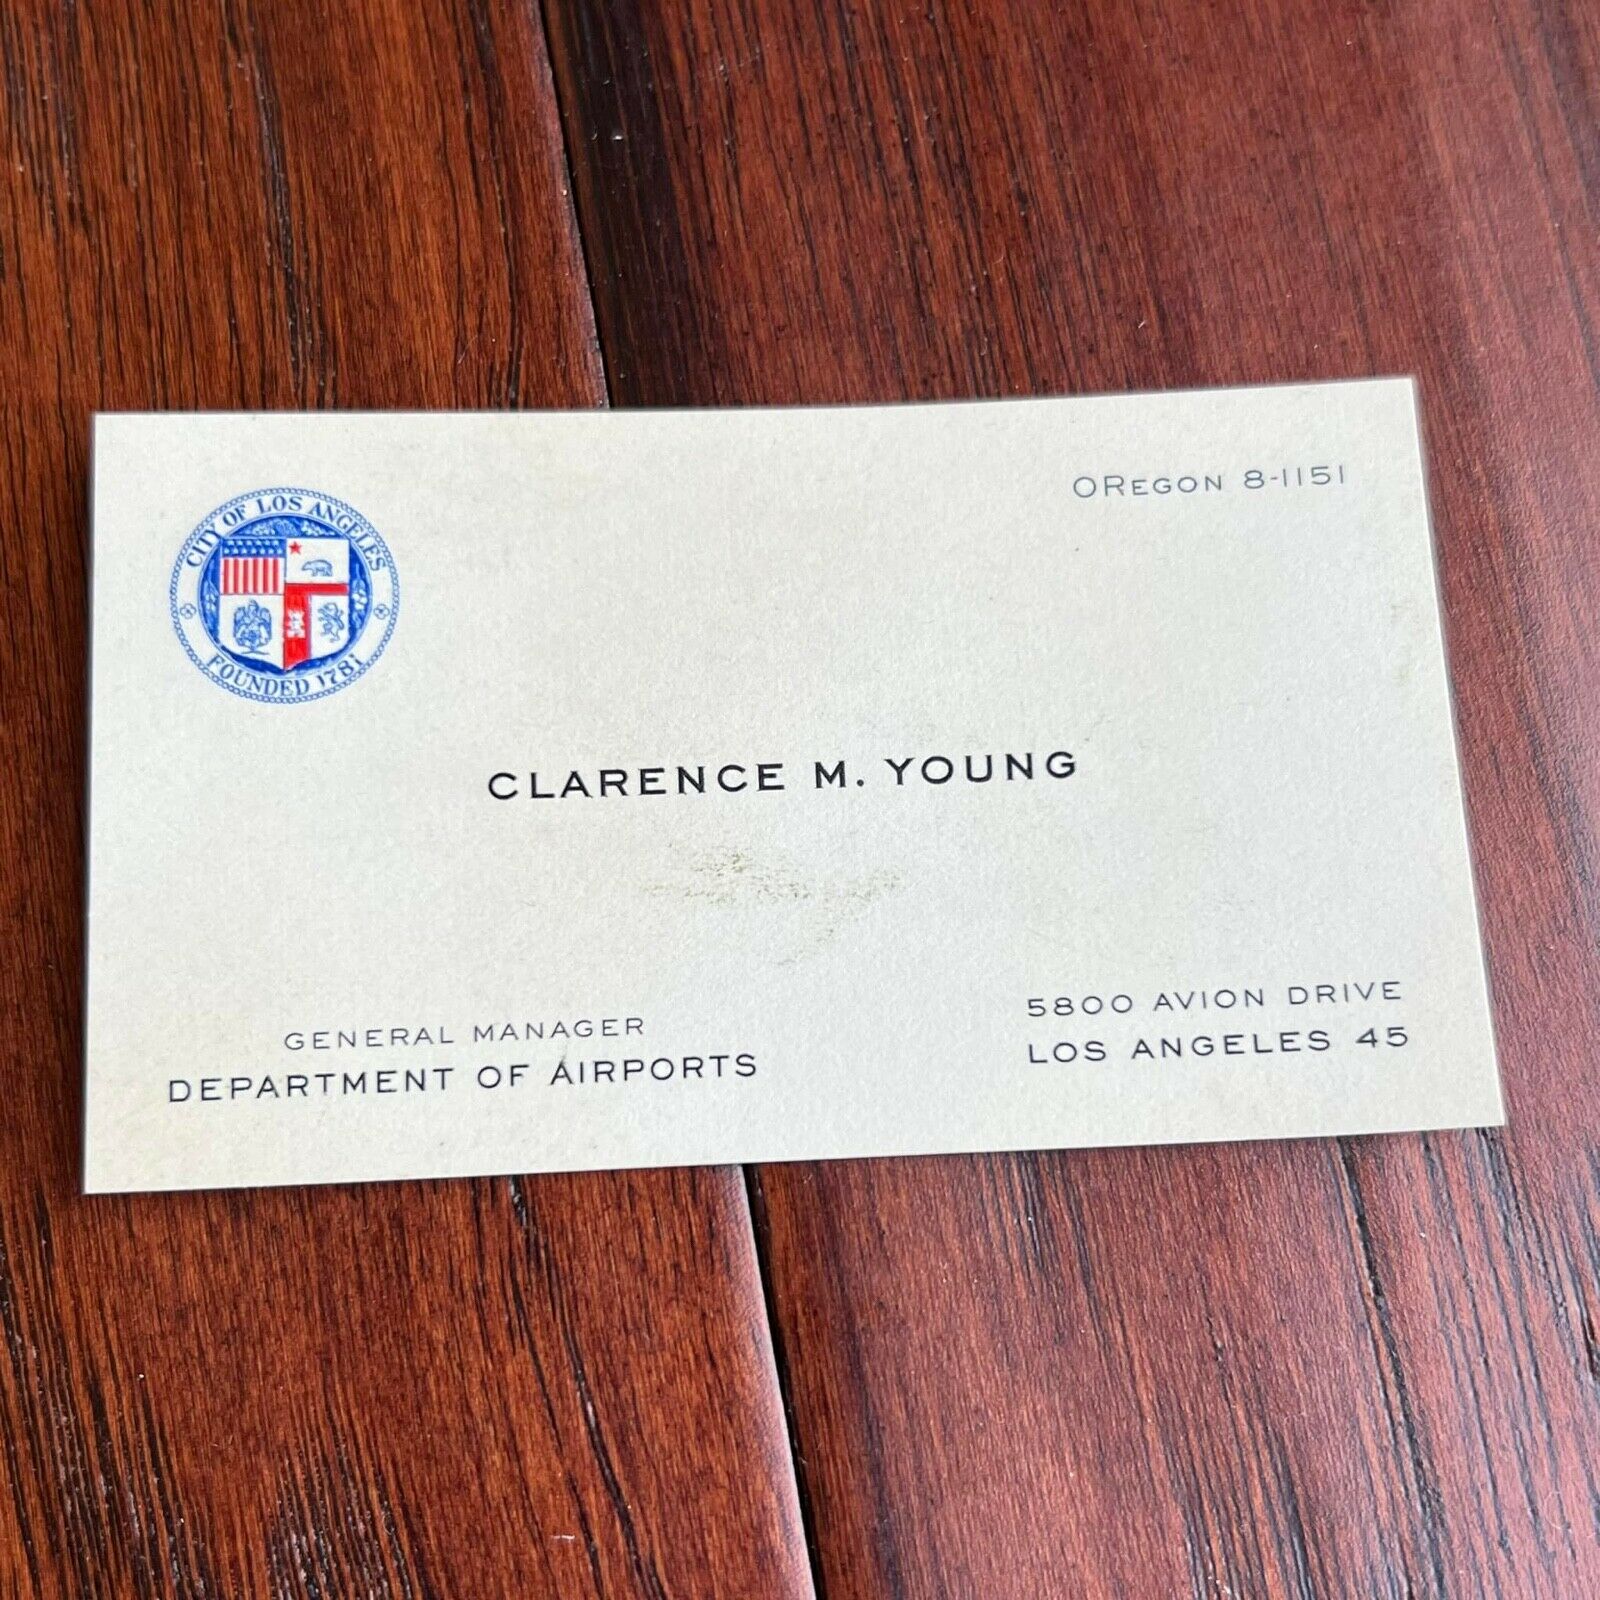 CITY OF LOS ANGELES
FOUNDED 1781
OREGON 8-1151
CLARENCE M. YOUNG
GENERAL MANAGER
DEPARTMENT OF AIRPORTS
5800 AVION DRIVE
LOS ANGELES 45